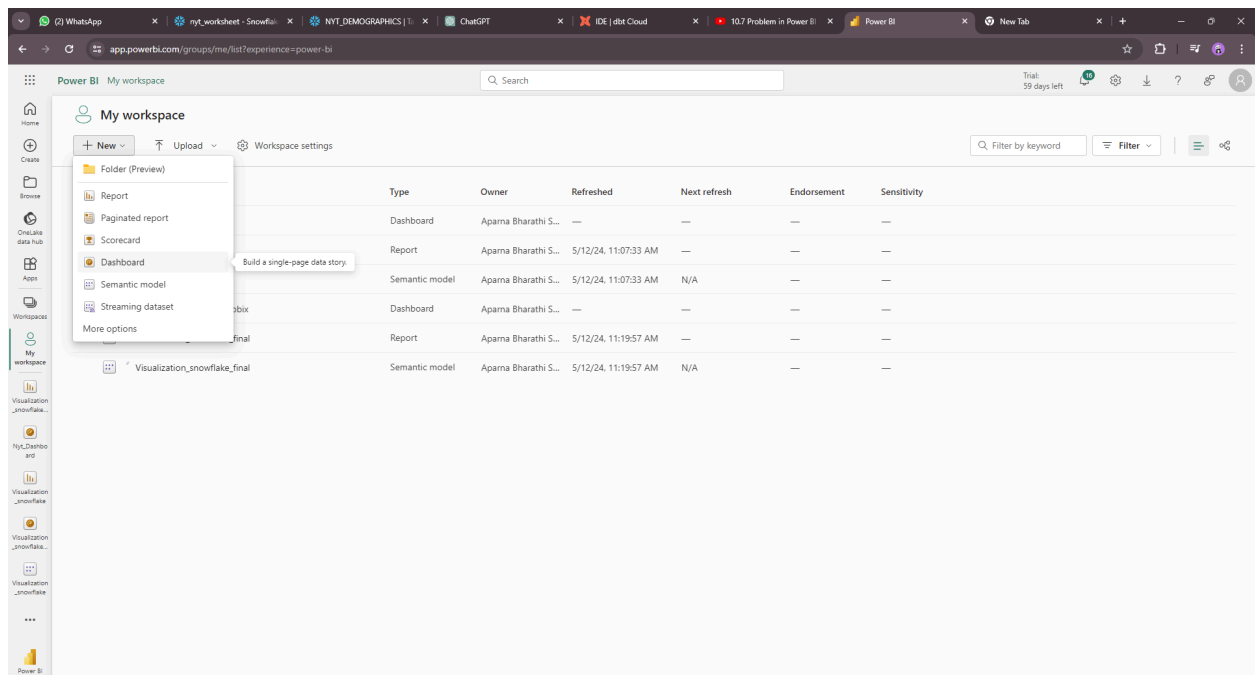 (2) WhatsApp
nyt_worksheet - Snowflak
NYT_DEMOGRAPHICS | Ta
ChatGPT
IDE | dbt Cloud
10.7 Problem in Power BI
Power BI
New Tab
app.powerbi.com/groups/me/list?experience=power-bi
Power BI My workspace
Search
Trial:
59 days left
16
Home
Create
Browse
OneLake
data hub
Apps
Workspaces
My
workspace
Visualization
_snowflake...
Nyt_Dashbo
ard
Visualization
_snowflake
Visualization
_snowflake...
Visualization
_snowflake
Power BI
My workspace
+ New
Upload
Workspace settings
Filter by keyword
Filter
Folder (Preview)
Report
Paginated report
Scorecard
Dashboard
Build a single-page data story.
Semantic model
Streaming dataset
More options
Type Owner Refreshed Next refresh Endorsement Sensitivity
Dashboard Aparna Bharathi S... — — — —
Report Aparna Bharathi S... 5/12/24, 11:07:33 AM — — —
Semantic model Aparna Bharathi S... 5/12/24, 11:07:33 AM N/A — —
obix Dashboard Aparna Bharathi S... — — — —
_final Report Aparna Bharathi S... 5/12/24, 11:19:57 AM — — —
Visualization_snowflake_final Semantic model Aparna Bharathi S... 5/12/24, 11:19:57 AM N/A — —